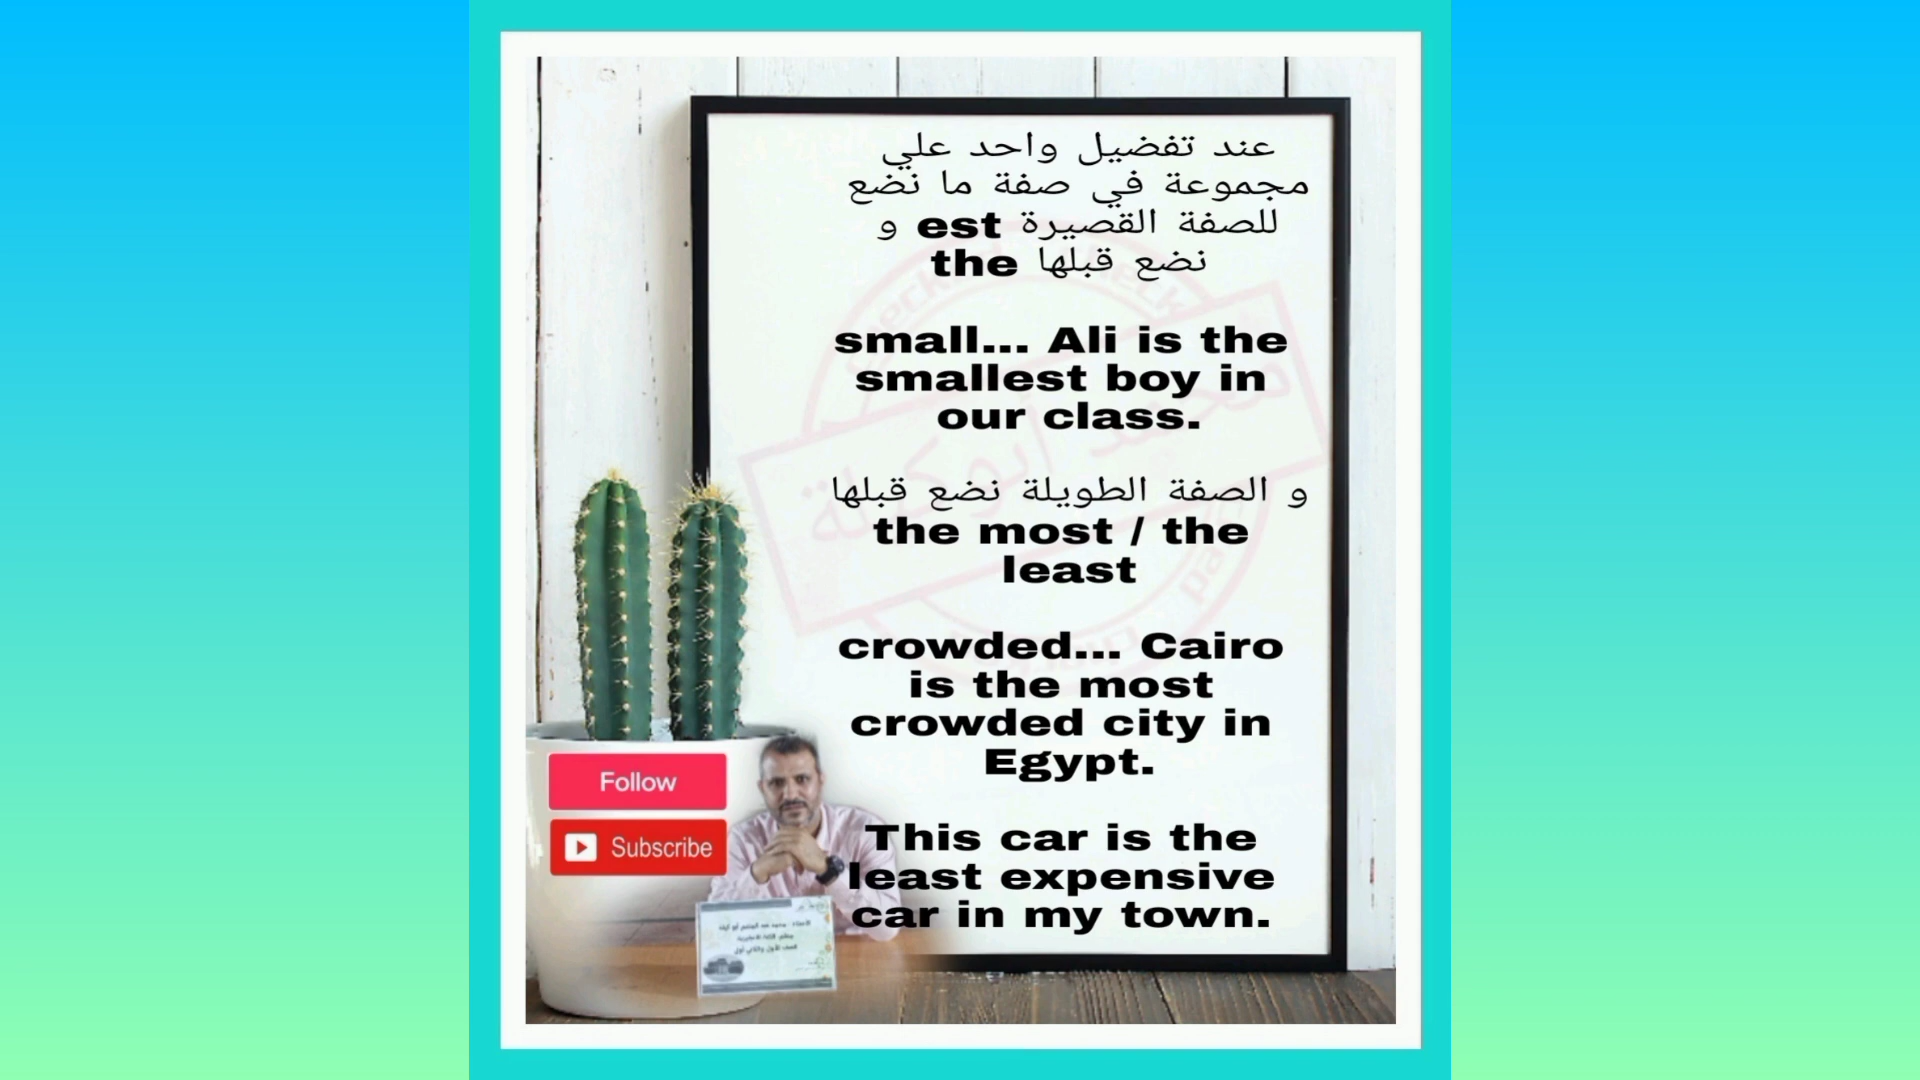 عند تفضيل واحد علي
مجموعة في صفة ما نضع
للصفة القصيرة est و
نضع قبلها the
small... Ali is the
smallest boy in
our class.
و الصفة الطويلة نضع قبلها
the most / the
least
crowded... Cairo
is the most
crowded city in
Egypt.
This car is the
least expensive
car in my town.
Follow
Subscribe